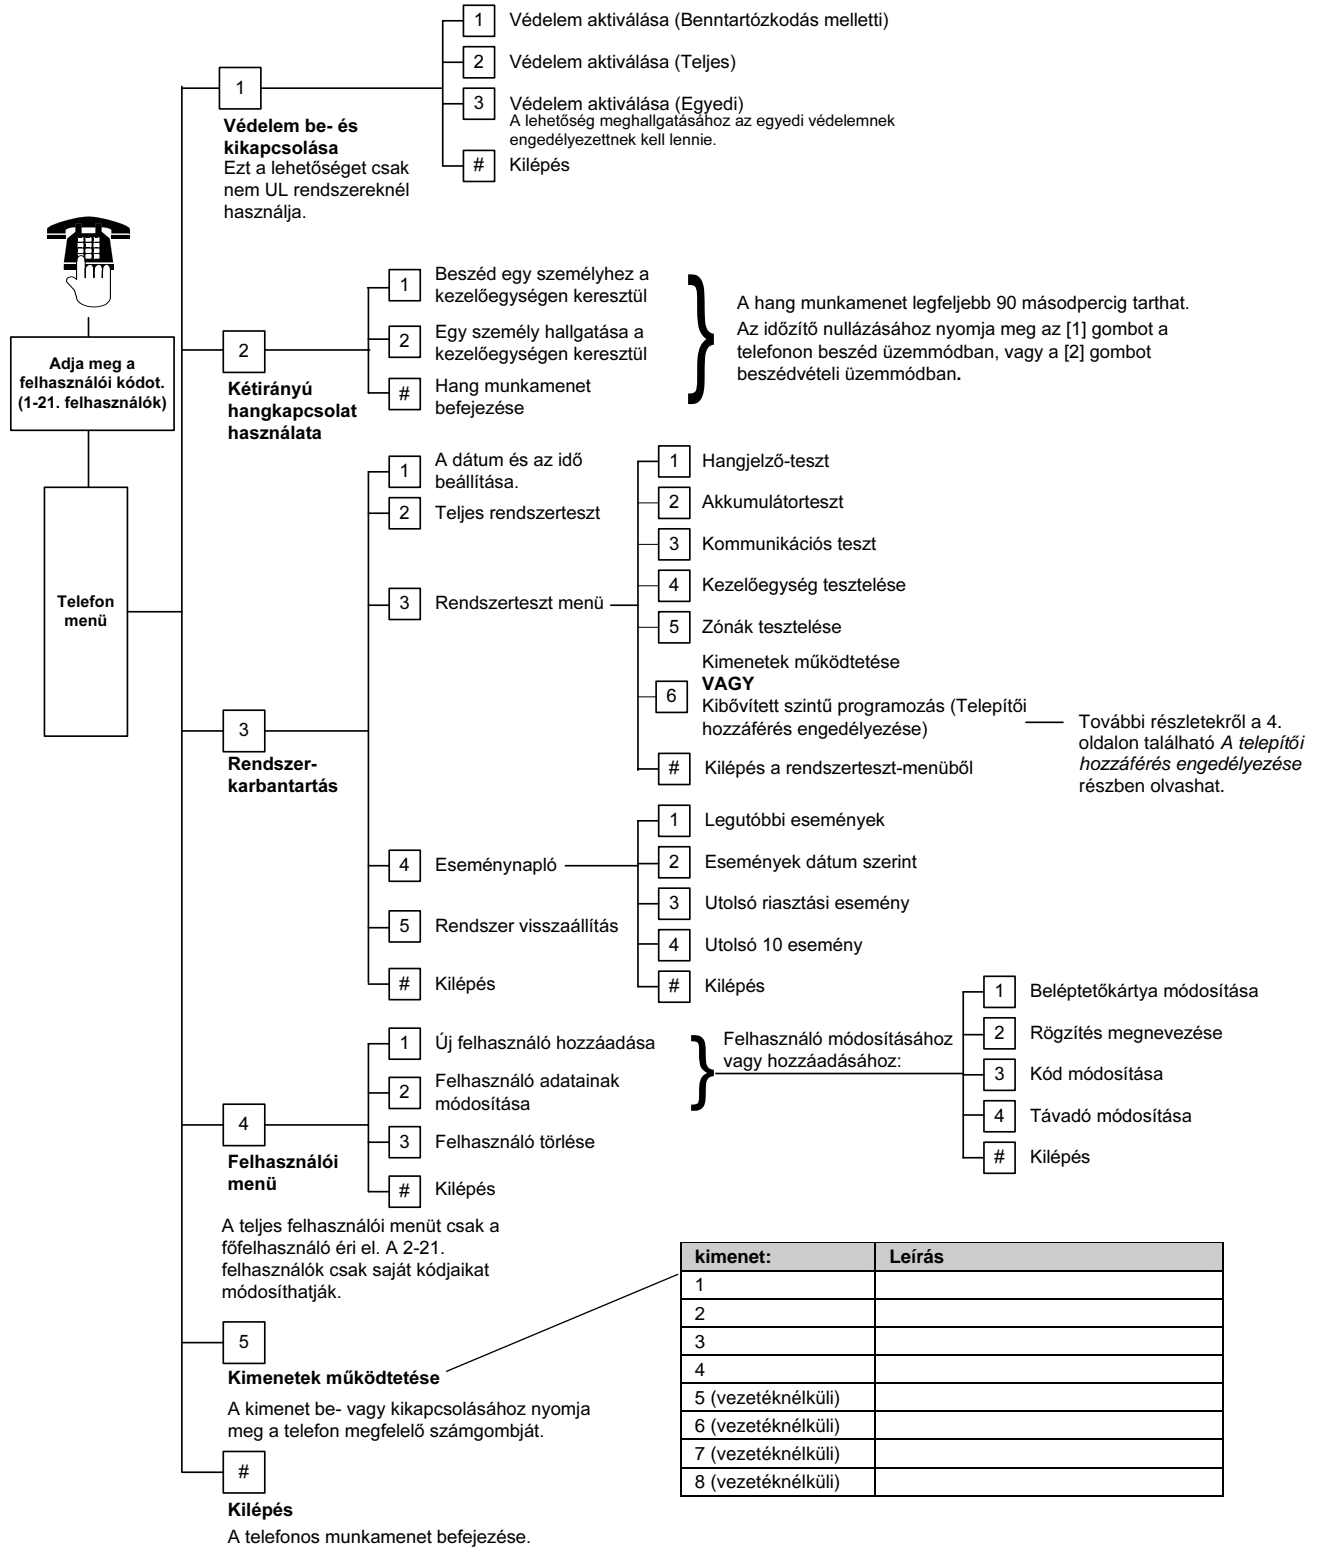 1 Védelem aktiválása (Benntartózkodás melletti)
2 Védelem aktiválása (Teljes)
3 Védelem aktiválása (Egyedi)
A lehetőség meghallgatásához az egyedi védelemnek
engedélyezettnek kell lennie.
# Kilépés
1
Védelem be- és
kikapcsolása
Ezt a lehetőséget csak
nem UL rendszereknél
használja.
Adja meg a
felhasználói kódot.
(1-21. felhasználók)
Telefon
menü
2
Kétirányú
hangkapcsolat
használata
1 Beszéd egy személyhez a
kezelőegységen keresztül
2 Egy személy hallgatása a
kezelőegységen keresztül
# Hang munkamenet
befejezése
A hang munkamenet legfeljebb 90 másodpercig tarthat.
Az időzítő nullázásához nyomja meg az [1] gombot a
telefonon beszéd üzemmódban, vagy a [2] gombot
beszédvételi üzemmódban.
3
Rendszer-
karbantartás
1 A dátum és az idő
beállítása.
2 Teljes rendszerteszt
3 Rendszerteszt menü
1 Hangjelző-teszt
2 Akkumulátorteszt
3 Kommunikációs teszt
4 Kezelőegység tesztelése
5 Zónák tesztelése
Kimenetek működtetése
6 VAGY
Kibővített szintű programozás (Telepítői
hozzáférés engedélyezése)
# Kilépés a rendszerteszt-menüből
További részletekről a 4.
oldalon található A telepítői
hozzáférés engedélyezése
részben olvashat.
4 Eseménynapló
1 Legutóbbi események
2 Események dátum szerint
3 Utolsó riasztási esemény
4 Utolsó 10 esemény
# Kilépés
5 Rendszer visszaállítás
# Kilépés
4
Felhasználói
menü
A teljes felhasználói menüt csak a
főfelhasználó éri el. A 2-21.
felhasználók csak saját kódjaikat
módosíthatják.
1 Új felhasználó hozzáadása
2 Felhasználó adatainak
módosítása
3 Felhasználó törlése
# Kilépés
Felhasználó módosításához
vagy hozzáadásához:
1 Beléptetőkártya módosítása
2 Rögzítés megnevezése
3 Kód módosítása
4 Távadó módosítása
# Kilépés
5
Kimenetek működtetése
A kimenet be- vagy kikapcsolásához nyomja
meg a telefon megfelelő számgombját.
kimenet: Leírás
1
2
3
4
5 (vezetéknélküli)
6 (vezetéknélküli)
7 (vezetéknélküli)
8 (vezetéknélküli)
#
Kilépés
A telefonos munkamenet befejezése.